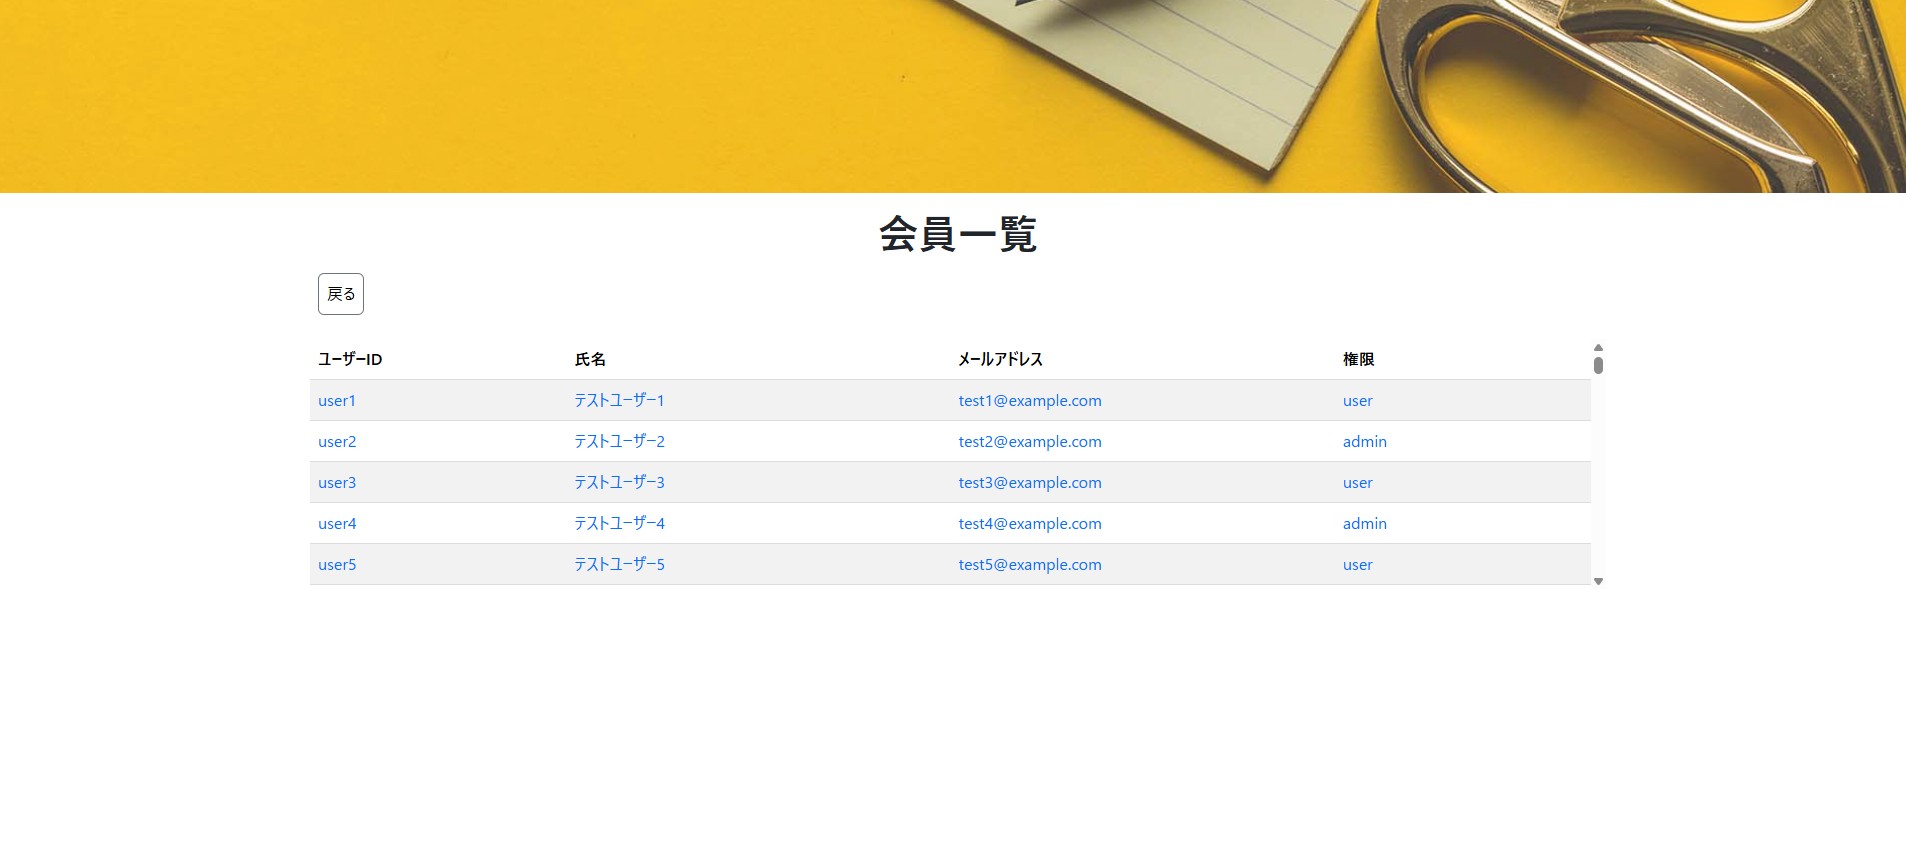 会員一覧
戻る
ユーザーID 氏名 メールアドレス 権限
user1 テストユーザー1 test1@example.com user
user2 テストユーザー2 test2@example.com admin
user3 テストユーザー3 test3@example.com user
user4 テストユーザー4 test4@example.com admin
user5 テストユーザー5 test5@example.com user